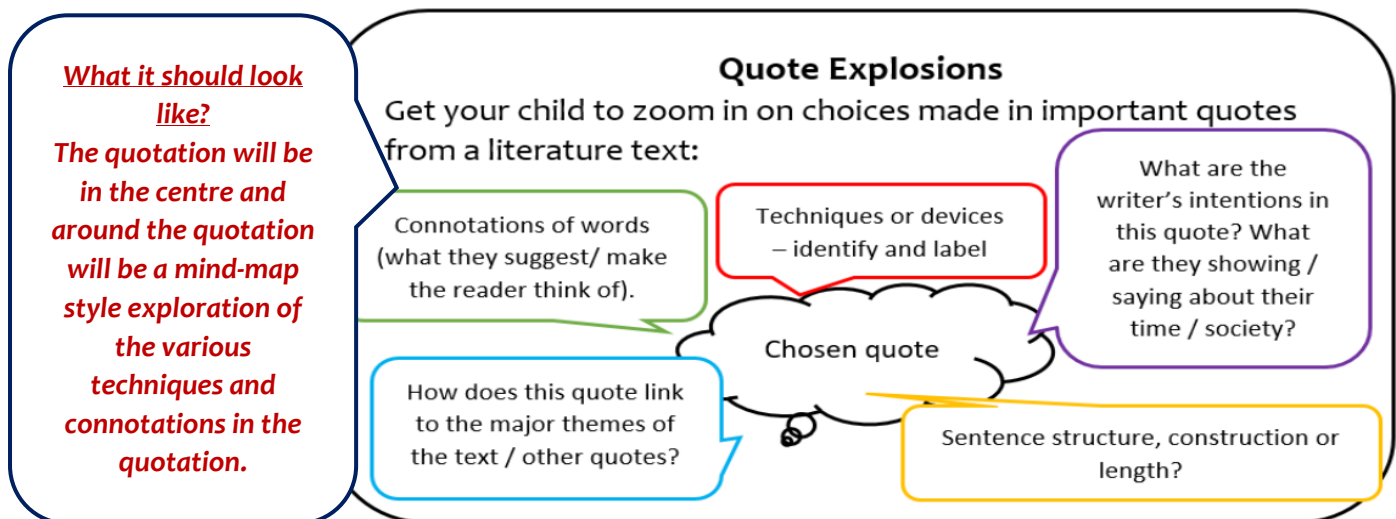 What it should look
like?
The quotation will be
in the centre and
around the quotation
will be a mind-map
style exploration of
the various
techniques and
connotations in the
quotation.
Quote Explosions
Get your child to zoom in on choices made in important quotes
from a literature text:
Connotations of words
(what they suggest/ make
the reader think of).
Techniques or devices
– identify and label
What are the
writer’s intentions in
this quote? What
are they showing /
saying about their
time / society?
Chosen quote
How does this quote link
to the major themes of
the text / other quotes?
Sentence structure, construction or
length?